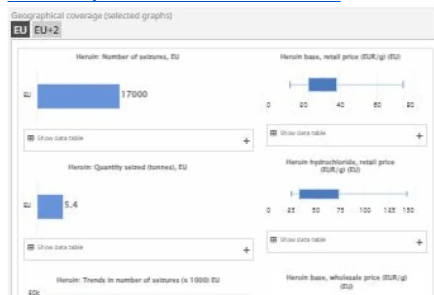 Geographical coverage (selected graphs)
EU EU+2
Heroin: Number of seizures, EU
EU 17000
Show data table +
Heroin base, retail price (EUR/g) (EU)
0 20 40 60 80
Show data table +
Heroin: Quantity seized (tonnes), EU
EU 5.4
Show data table +
Heroin hydrochloride, retail price
(EUR/g) (EU)
0 25 50 75 100 125 150
Show data table +
Heroin: Trends in number of seizures (x 1000) EU
60k
Heroin base, wholesale price (EUR/g)
(EU)